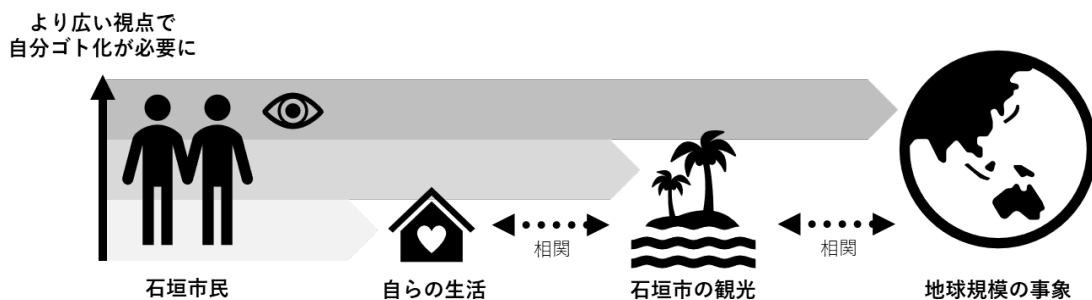 より広い視点で
自分ゴト化が必要に
相関
相関
石垣市民
自らの生活
石垣市の観光
地球規模の事象